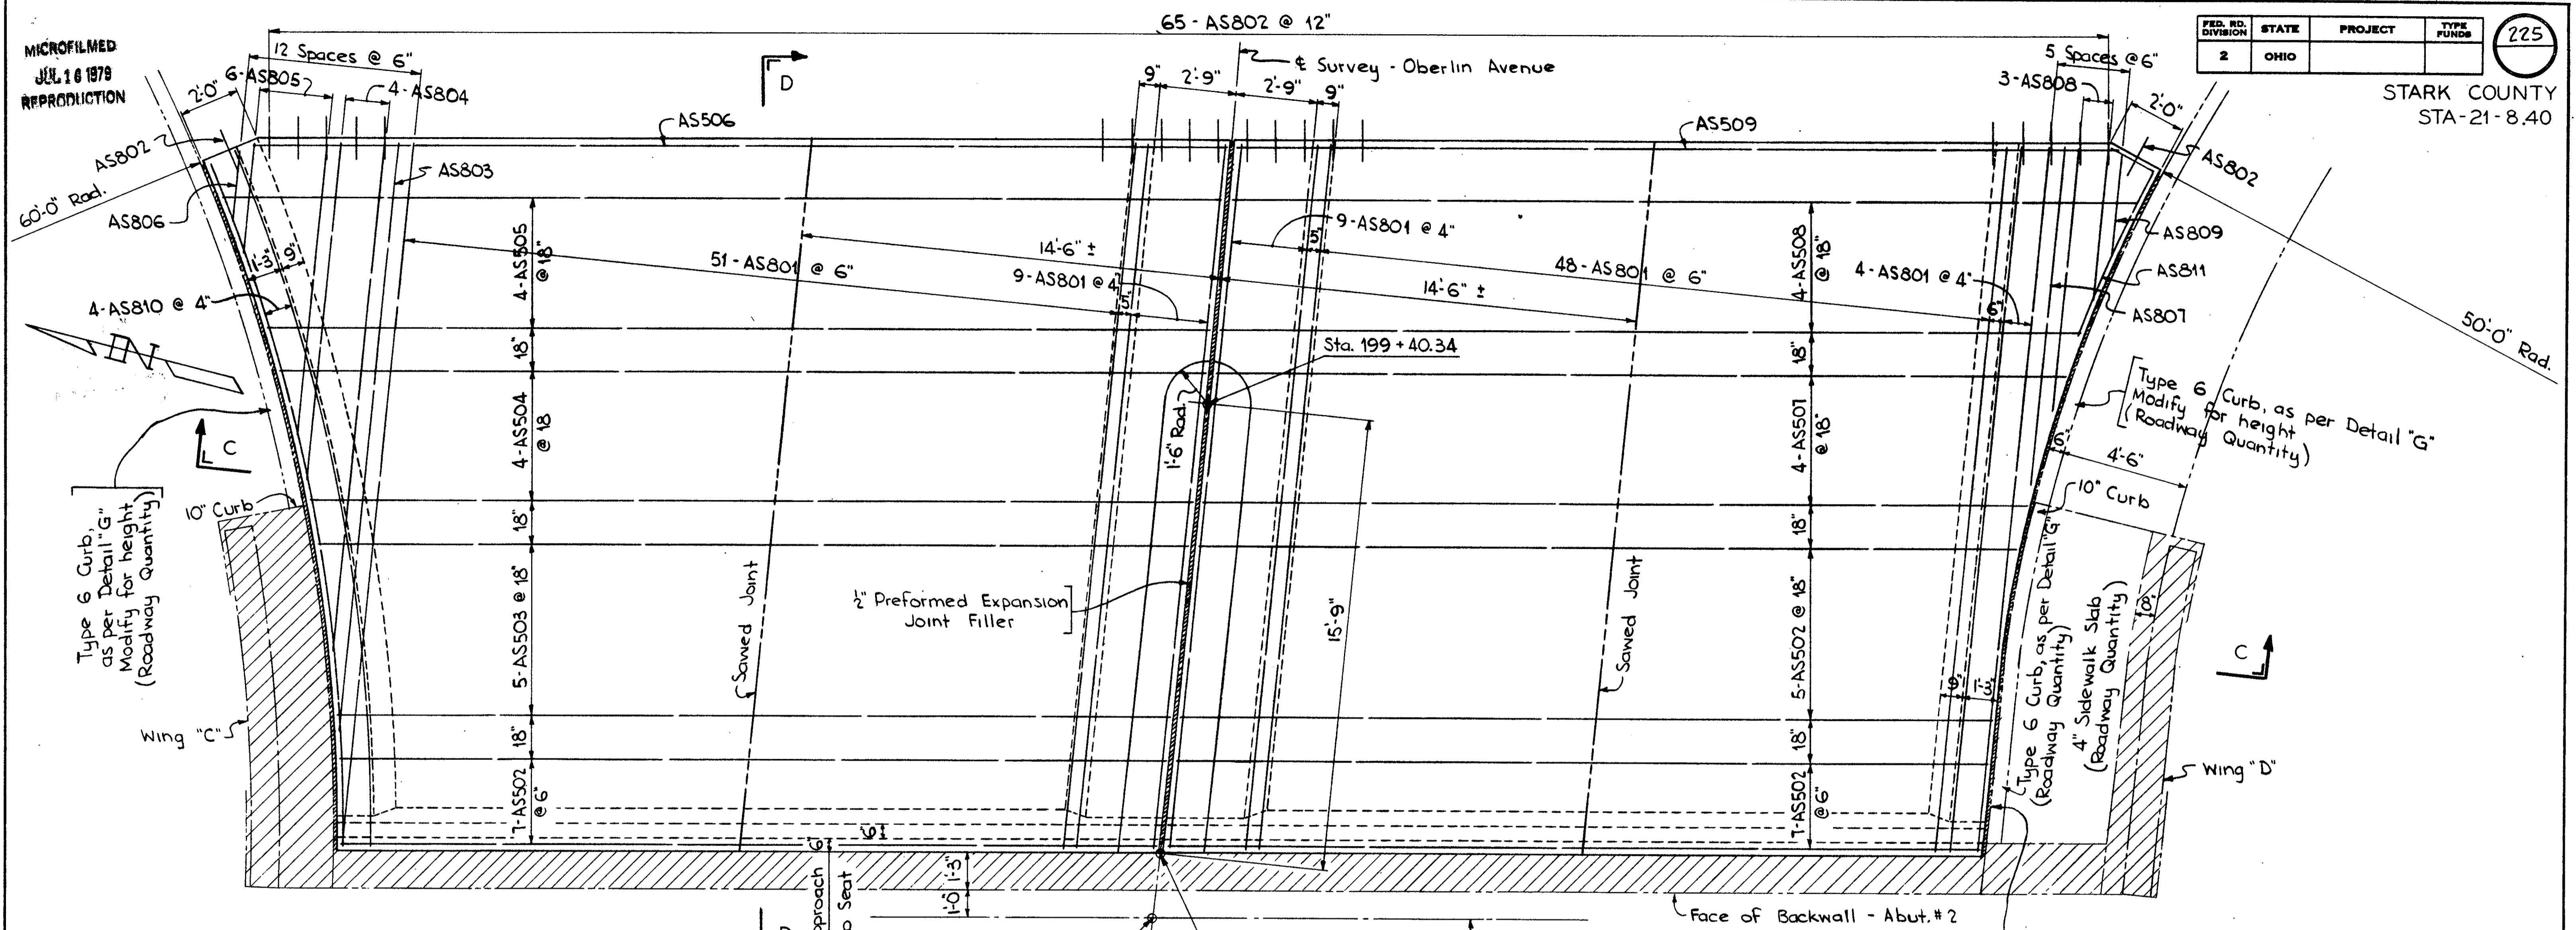 65 - AS802 @ 12"
MICROFILMED
JUL 16 1979
REPRODUCTION
FED. RD. DIVISION
STATE
PROJECT
TYPE FUNDS
2
OHIO
225
STARK COUNTY
STA-21-8.40
12 Spaces @ 6"
6-AS805
4-AS804
2'-0"
D
9"
2'-9"
2'-9"
9"
℄ Survey - Oberlin Avenue
5 Spaces @ 6"
3-AS808
2'-0"
AS802
AS506
AS509
AS802
60'-0" Rad.
AS803
AS806
AS809
1'-3"
9"
4-AS505
@ 18"
51-AS801 @ 6"
14'-6" ±
9-AS801 @ 4"
5"
9-AS801 @ 4"
5"
14'-6" ±
48-AS801 @ 6"
4-AS508
@ 18"
4-AS801 @ 4"
6"
AS811
AS807
50'-0" Rad.
4-AS810 @ 4"
N
18"
Sta. 199 + 40.34
18"
4-AS504
@ 18
1'-6" Rad.
4-AS507
@ 18"
Type 6 Curb, as per Detail "G"
Modify for height
(Roadway Quantity)
C
6"
4'-6"
10" Curb
10" Curb
18"
18"
Type 6 Curb,
as per Detail "G"
Modify for height
(Roadway Quantity)
5-AS503 @ 18"
Sawed Joint
½" Preformed Expansion
Joint Filler
15'-9"
Sawed Joint
5-AS502 @ 18"
9"
1'-3"
Type 6 Curb, as per Detail "G"
(Roadway Quantity)
4" Sidewalk Slab
(Roadway Quantity)
C
Wing "C"
Wing "D"
18"
18"
7-AS502
@ 6"
7-AS502
@ 6"
6"
1'-3"
1'-0"
Face of Backwall - Abut. #2